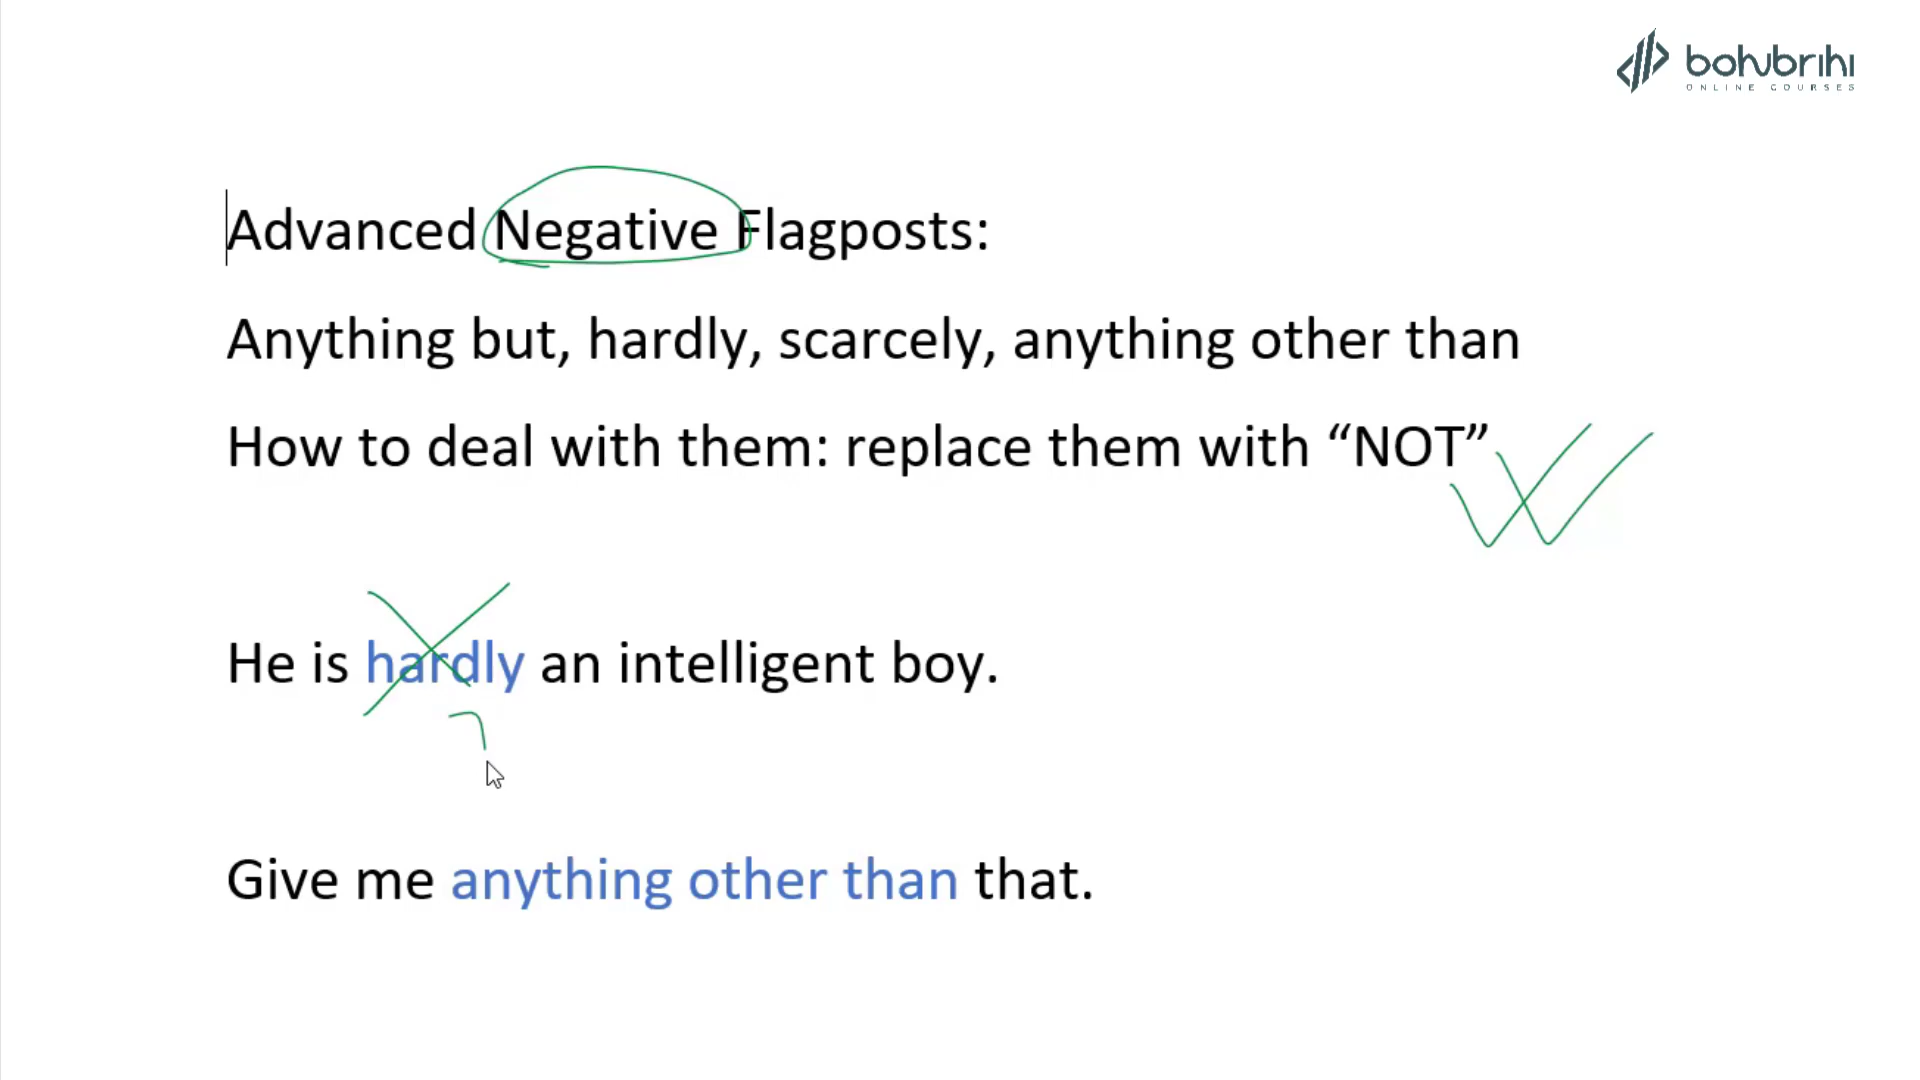 bohubrihi
ONLINE COURSES
Advanced Negative Flagposts:
Anything but, hardly, scarcely, anything other than
How to deal with them: replace them with “NOT”
He is hardly an intelligent boy.
Give me anything other than that.